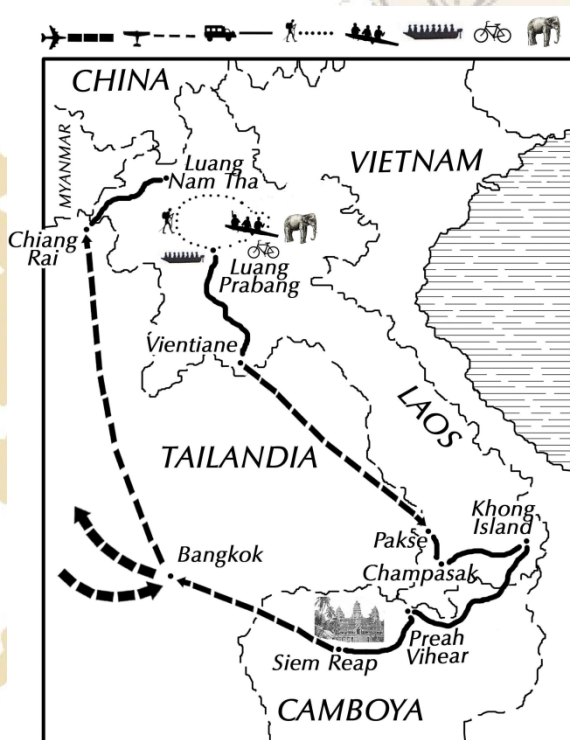 CHINA
MYANMAR
Luang
Nam Tha
VIETNAM
Chiang
Rai
Luang
Prabang
Vientiane
LAOS
TAILANDIA
Khong
Island
Pakse
Champasak
Bangkok
Preah
Vihear
Siem Reap
CAMBOYA